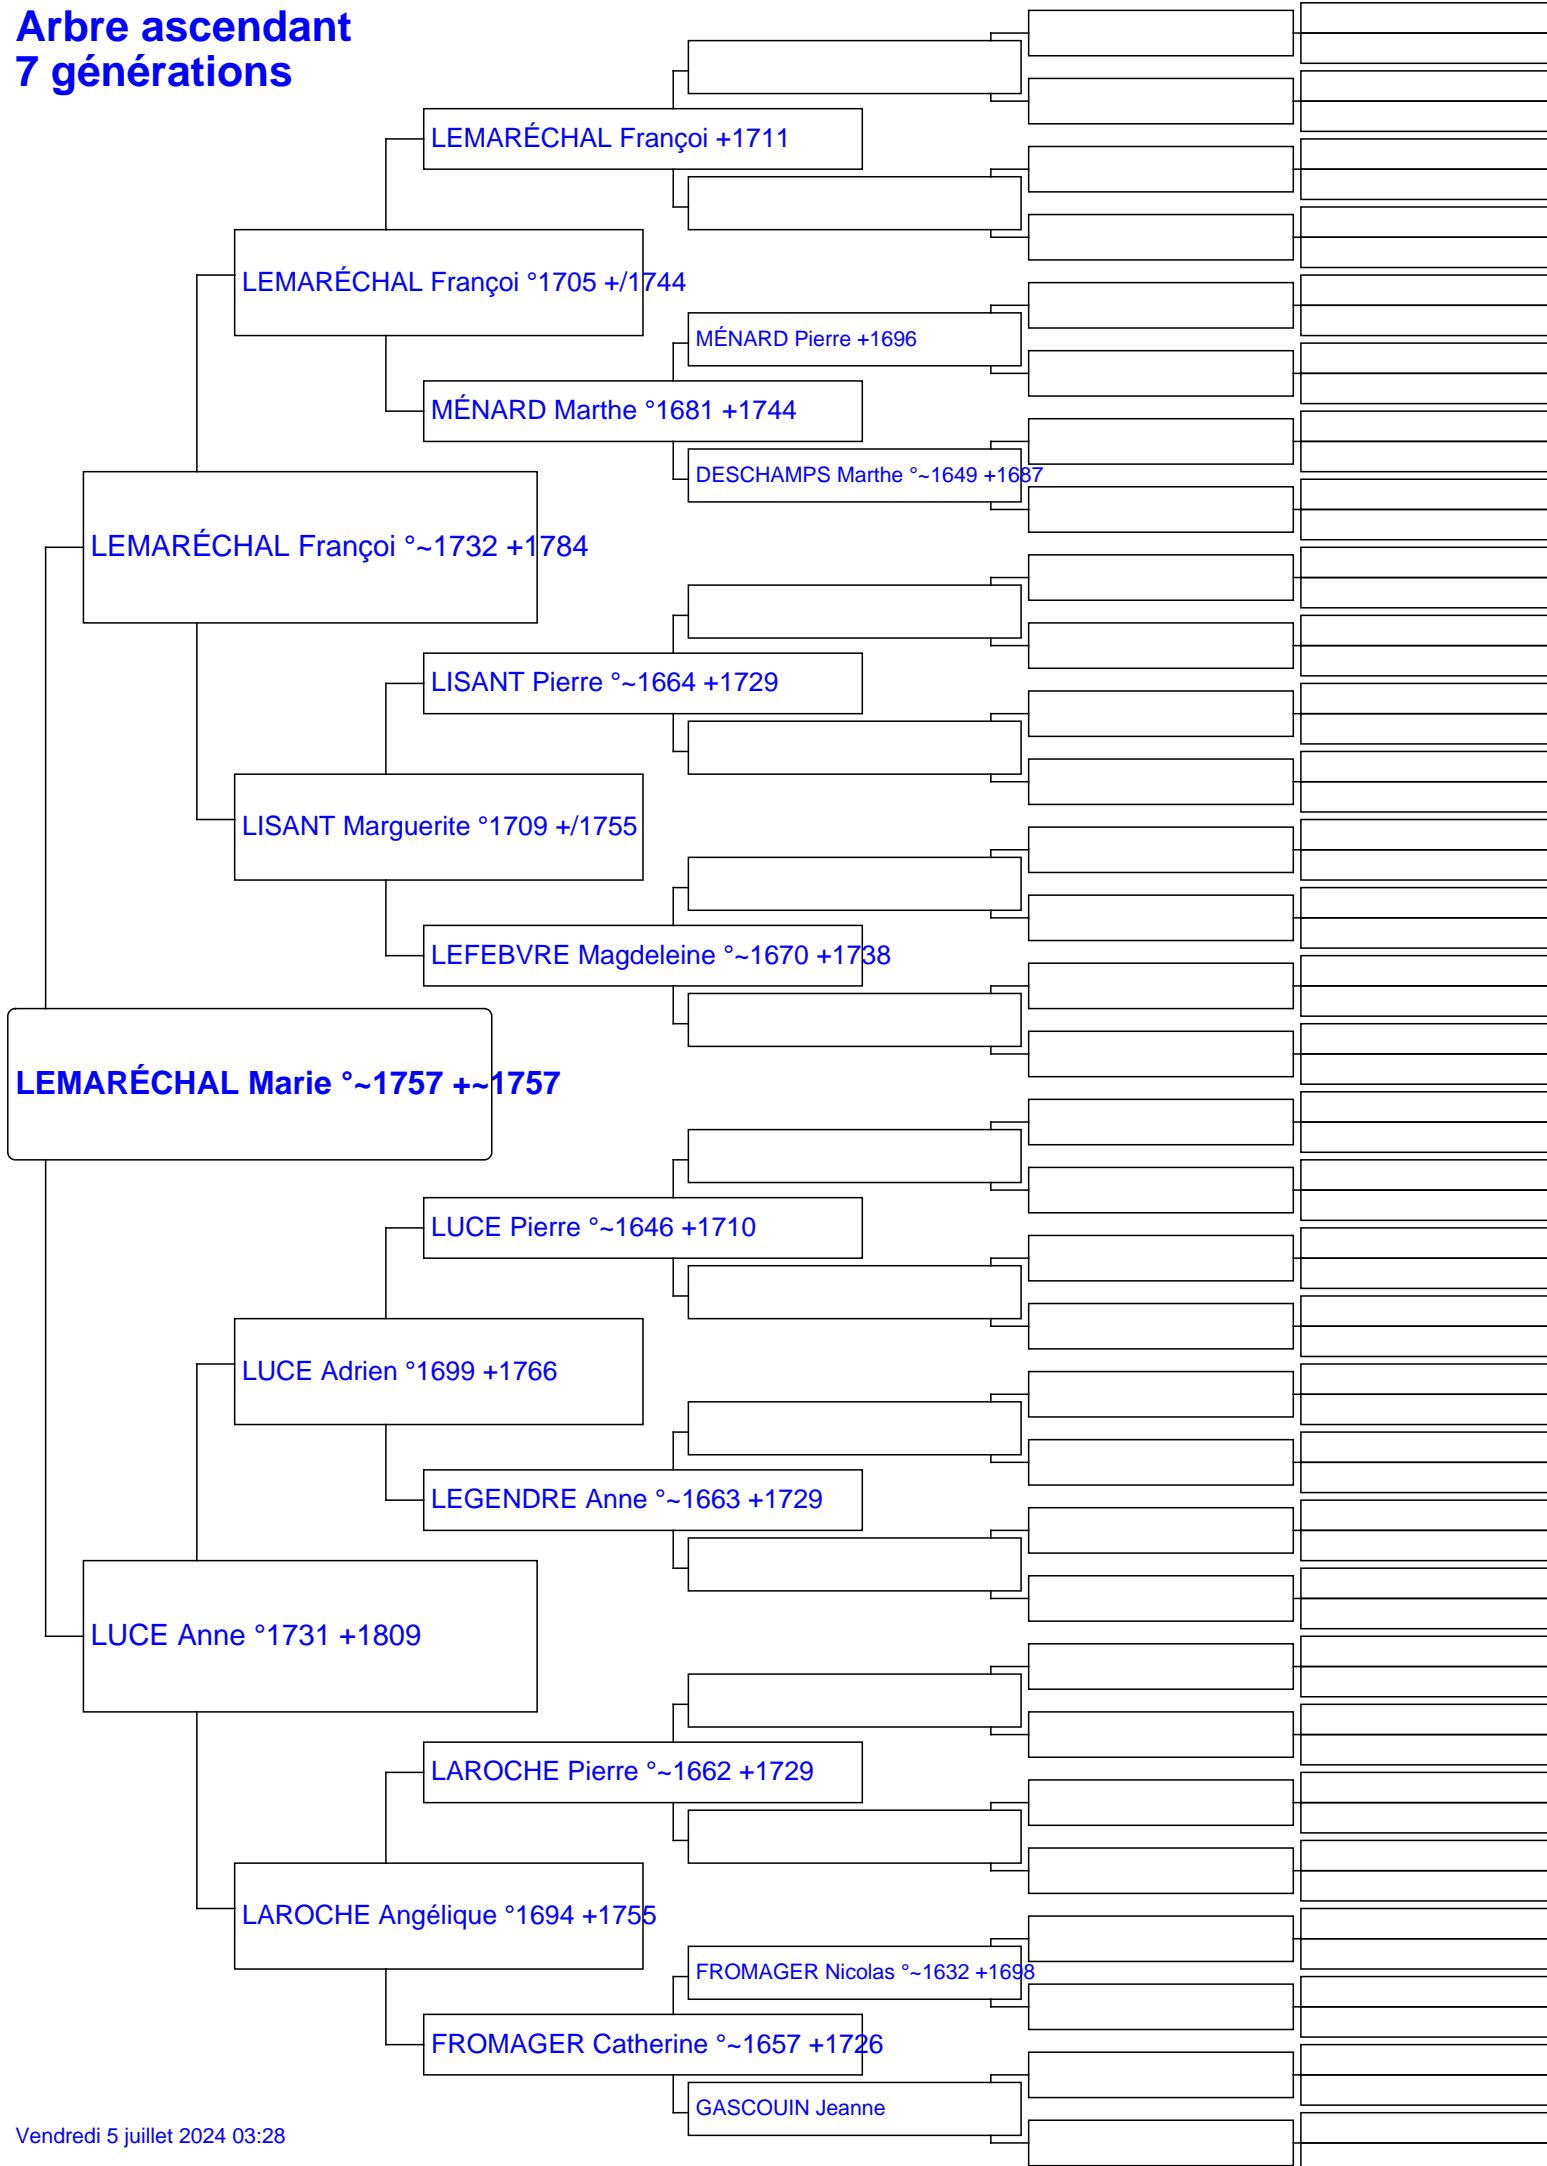 Arbre ascendant
7 générations
LEMARÉCHAL Françoi +1711
LEMARÉCHAL Françoi °1705 +/1744
MÉNARD Pierre +1696
MÉNARD Marthe °1681 +1744
DESCHAMPS Marthe °~1649 +1687
LEMARÉCHAL Françoi °~1732 +1784
LISANT Pierre °~1664 +1729
LISANT Marguerite °1709 +/1755
LEFEBVRE Magdeleine °~1670 +1738
LEMARÉCHAL Marie °~1757 +~1757
LUCE Pierre °~1646 +1710
LUCE Adrien °1699 +1766
LEGENDRE Anne °~1663 +1729
LUCE Anne °1731 +1809
LAROCHE Pierre °~1662 +1729
LAROCHE Angélique °1694 +1755
FROMAGER Nicolas °~1632 +1698
FROMAGER Catherine °~1657 +1726
GASCOUIN Jeanne
Vendredi 5 juillet 2024 03:28